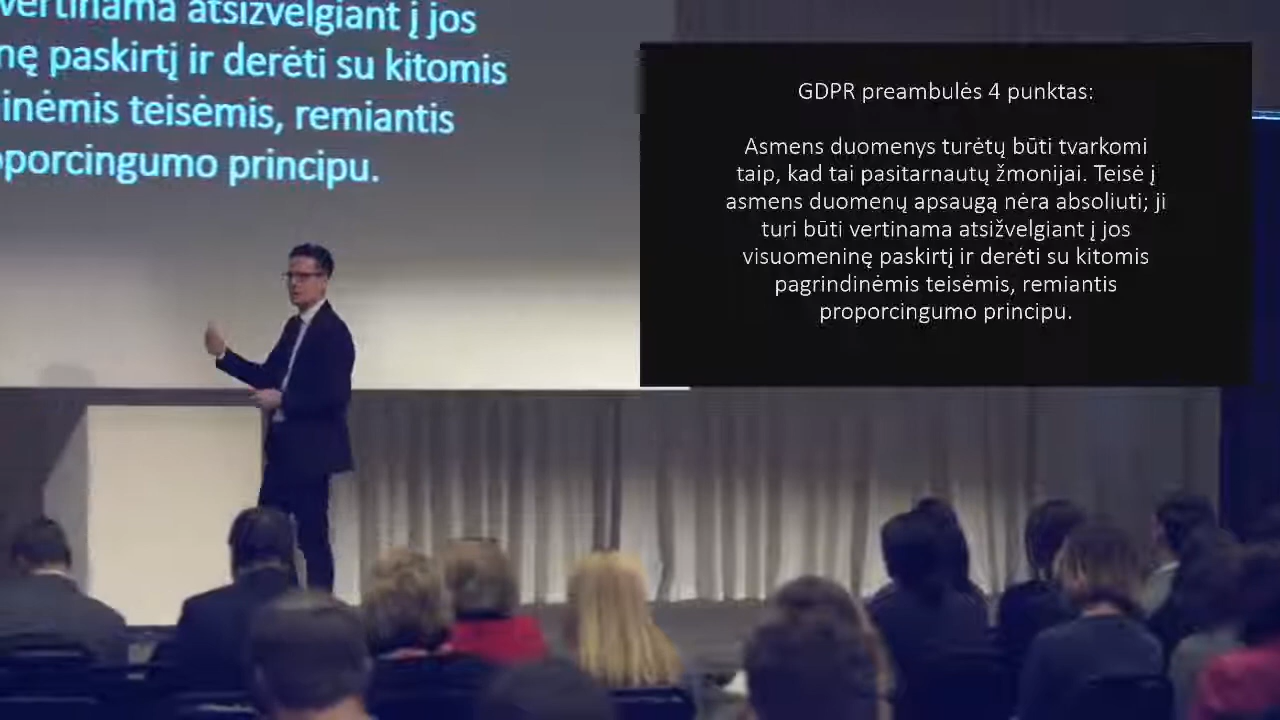 vertinama atsižvelgiant į jos
nę paskirtį ir derėti su kitomis
inėmis teisėmis, remiantis
oporcingumo principu.
GDPR preambulės 4 punktas:
Asmens duomenys turėtų būti tvarkomi
taip, kad tai pasitarnautų žmonijai. Teisė į
asmens duomenų apsaugą nėra absoliuti; ji
turi būti vertinama atsižvelgiant į jos
visuomeninę paskirtį ir derėti su kitomis
pagrindinėmis teisėmis, remiantis
proporcingumo principu.